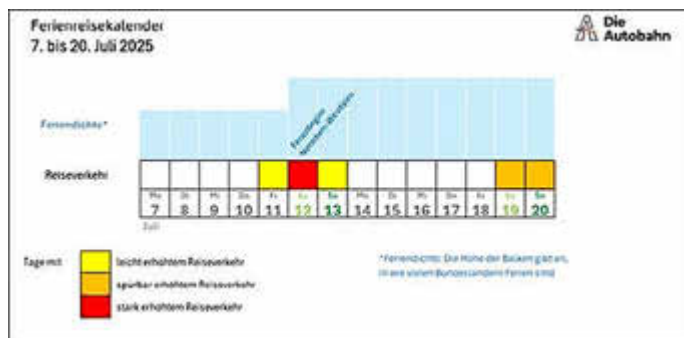 Ferienreisekalender
7. bis 20. Juli 2025
Die
Autobahn
Feriendichte*
Ferienbeginn
Nordrhein-Westfalen
Reiseverkehr
Mo Di Mi Do Fr Sa So Mo Di Mi Do Fr Sa So
7 8 9 10 11 12 13 14 15 16 17 18 19 20
Juli
Tage mit
leicht erhöhtem Reiseverkehr
spürbar erhöhtem Reiseverkehr
stark erhöhtem Reiseverkehr
*Feriendichte: Die Höhe der Balken gibt an,
in wie vielen Bundesländern Ferien sind